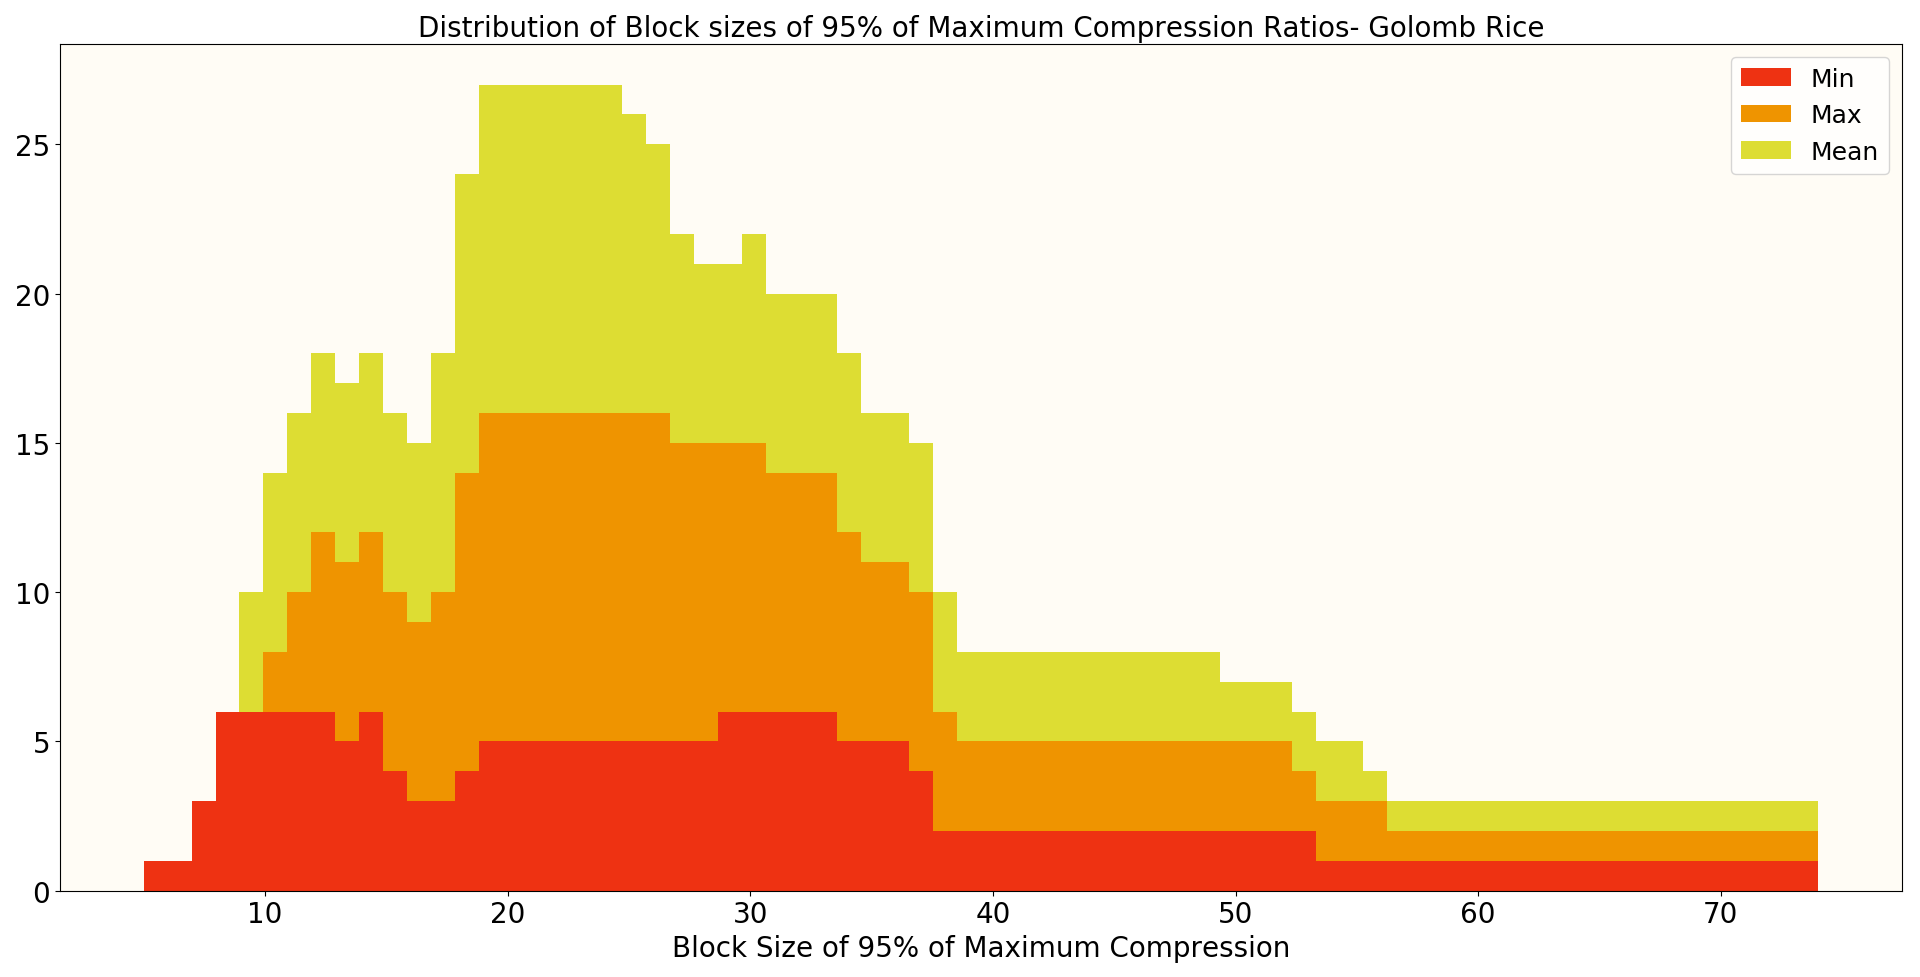 Distribution of Block sizes of 95% of Maximum Compression Ratios- Golomb Rice
Min
Max
Mean
25
20
15
10
5
0
10 20 30 40 50 60 70
Block Size of 95% of Maximum Compression